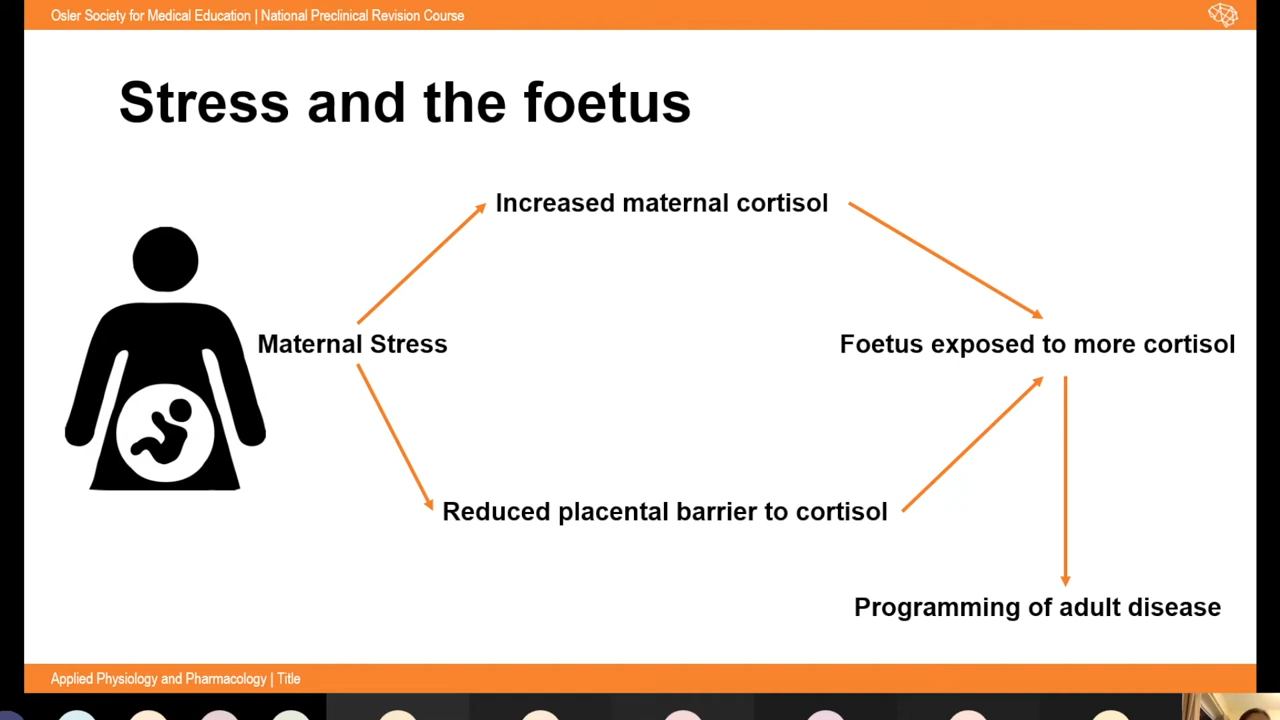 Osler Society for Medical Education | National Preclinical Revision Course
Stress and the foetus
Increased maternal cortisol
Maternal Stress
Foetus exposed to more cortisol
Reduced placental barrier to cortisol
Programming of adult disease
Applied Physiology and Pharmacology | Title